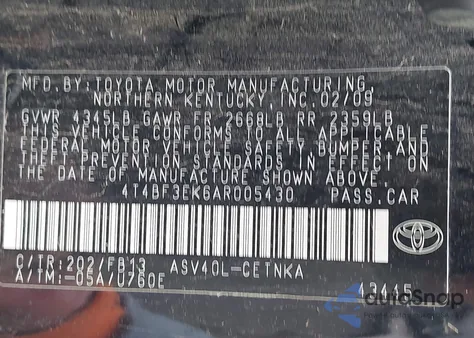 MFD. BY: TOYOTA MOTOR MANUFACTURING,
NORTHERN KENTUCKY, INC. 02/09
GVWR 4345LB GAWR FR 2668LB RR 2359LB
THIS VEHICLE CONFORMS TO ALL APPLICABLE
FEDERAL MOTOR VEHICLE SAFETY, BUMPER AND
THEFT PREVENTION STANDARDS IN EFFECT ON
THE DATE OF MANUFACTURE SHOWN ABOVE.
4T4BF3EK6AR005430 PASS. CAR
C/TR: 202/FB13 ASV40L-CETNKA
A/TM: -05A/U760E 43445
autoSnap